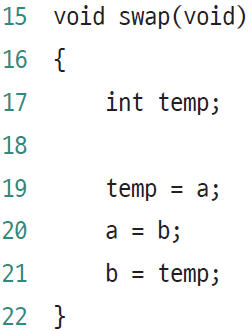 15 void swap(void)
16 {
17     int temp;
18
19     temp = a;
20     a = b;
21     b = temp;
22 }